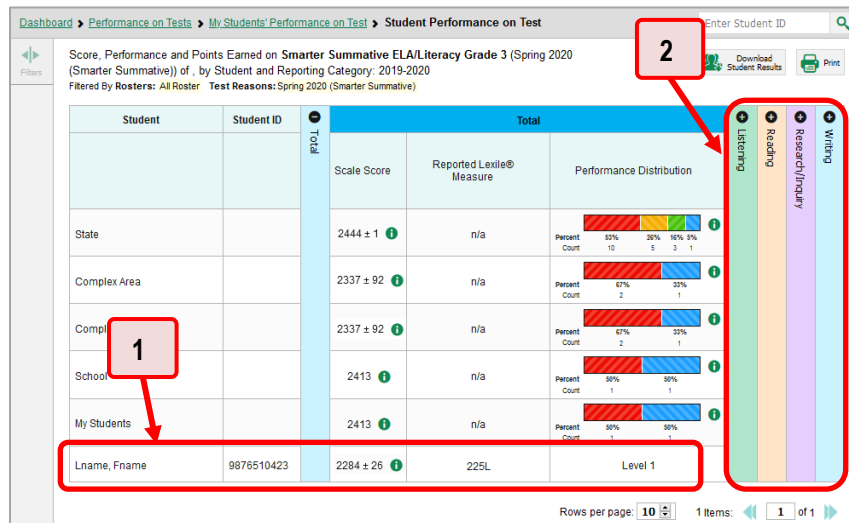 Dashboard > Performance on Tests > My Students' Performance on Test > Student Performance on Test
Enter Student ID
Filters
Score, Performance and Points Earned on Smarter Summative ELA/Literacy Grade 3 (Spring 2020
(Smarter Summative)) of , by Student and Reporting Category: 2019-2020
Filtered By Rosters: All Roster Test Reasons: Spring 2020 (Smarter Summative)
2
Download
Student Results
Print
Student
Student ID
Total
Total
Listening
Reading
Research/Inquiry
Writing
Scale Score
Reported Lexile®
Measure
Performance Distribution
State
2444 ± 1
n/a
Percent 53% 26% 16% 5%
Count 10 5 3 1
Complex Area
2337 ± 92
n/a
Percent 67% 33%
Count 2 1
Compl
2337 ± 92
n/a
Percent 67% 33%
Count 2 1
1
School
2413
n/a
Percent 50% 50%
Count 1 1
My Students
2413
n/a
Percent 50% 50%
Count 1 1
Lname, Fname 9876510423 2284 ± 26 225L Level 1
Rows per page: 10 1 Items: 1 of 1